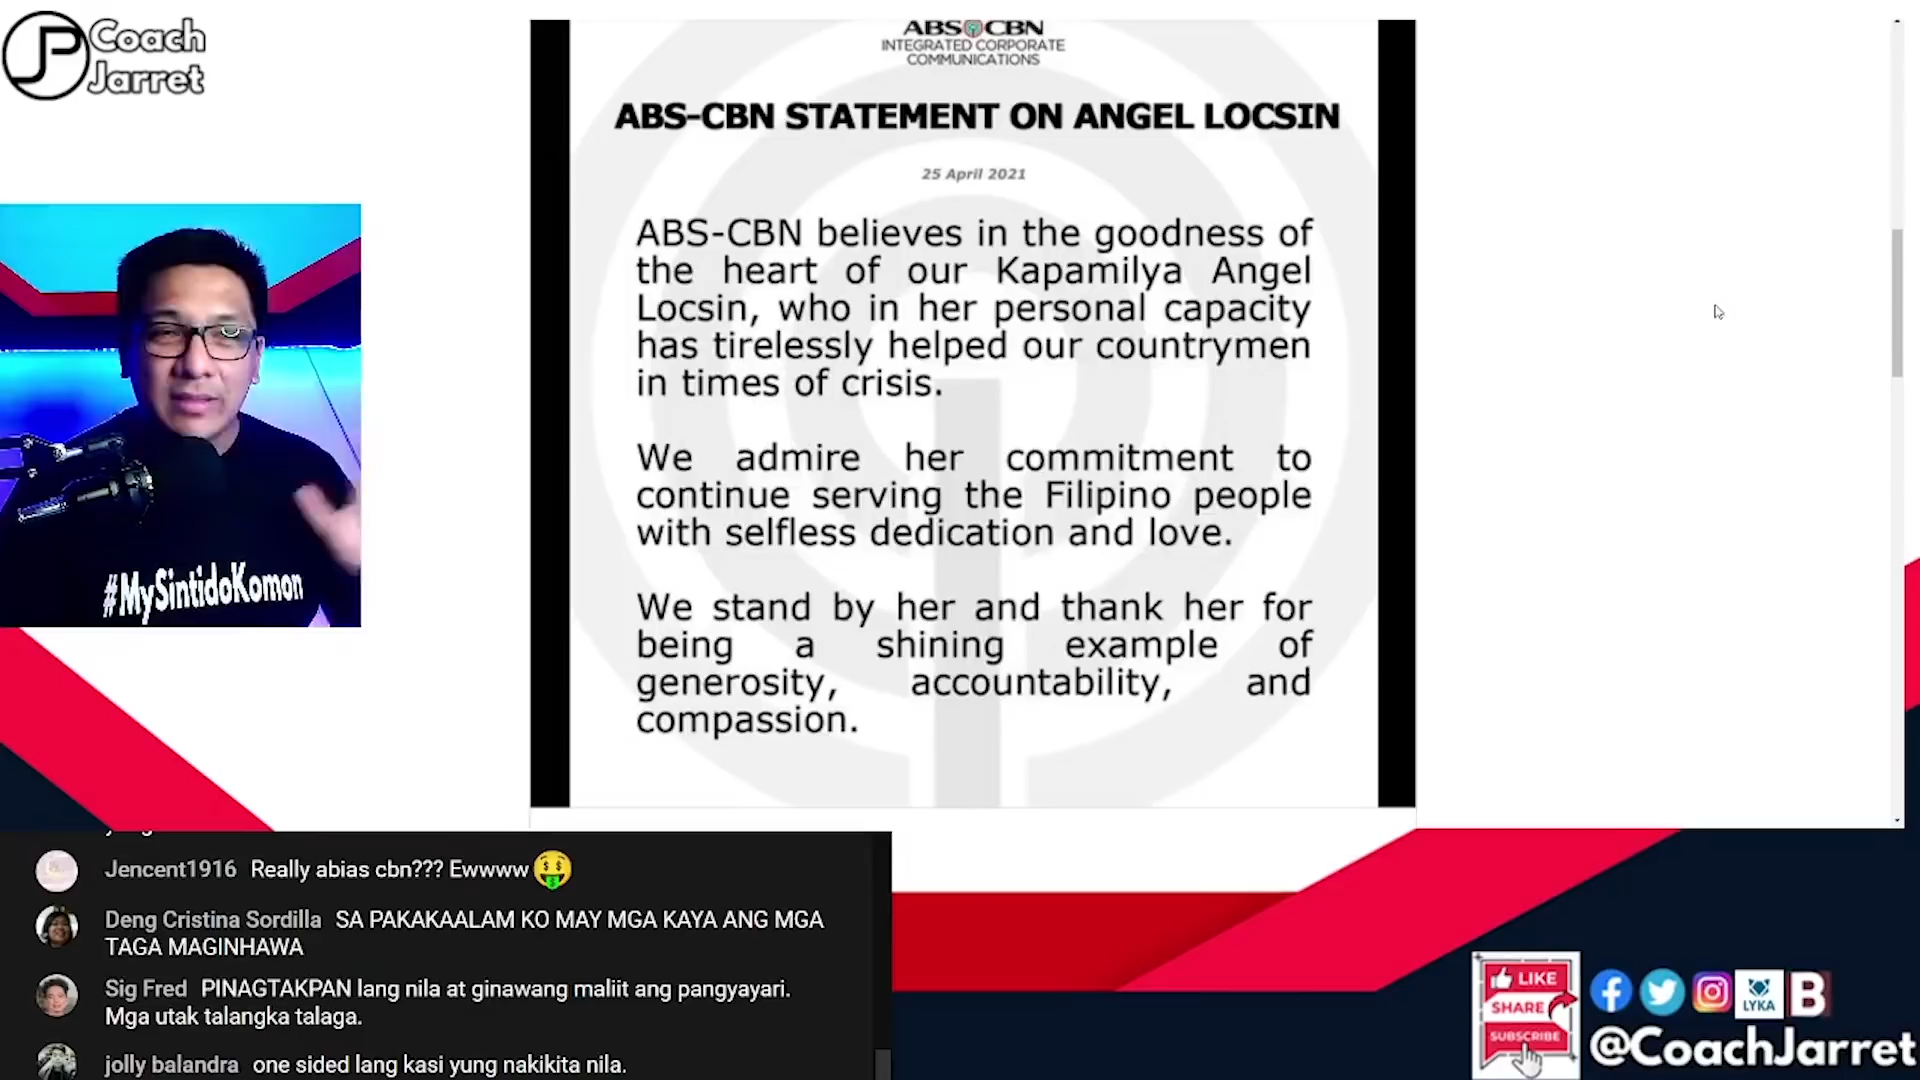 JP Coach
Jarret
ABS-CBN
INTEGRATED CORPORATE
COMMUNICATIONS
ABS-CBN STATEMENT ON ANGEL LOCSIN
25 April 2021
ABS-CBN believes in the goodness of
the heart of our Kapamilya Angel
Locsin, who in her personal capacity
has tirelessly helped our countrymen
in times of crisis.
We admire her commitment to
continue serving the Filipino people
with selfless dedication and love.
We stand by her and thank her for
being a shining example of
generosity, accountability, and
compassion.
#MySintidoKomon
Jencent1916 Really abias cbn??? Ewwww
Deng Cristina Sordilla SA PAKAKAALAM KO MAY MGA KAYA ANG MGA
TAGA MAGINHAWA
Sig Fred PINAGTAKPAN lang nila at ginawang maliit ang pangyayari.
Mga utak talangka talaga.
jolly balandra one sided lang kasi yung nakikita nila.
LIKE
SHARE
SUBSCRIBE
LYKA
B
@CoachJarret